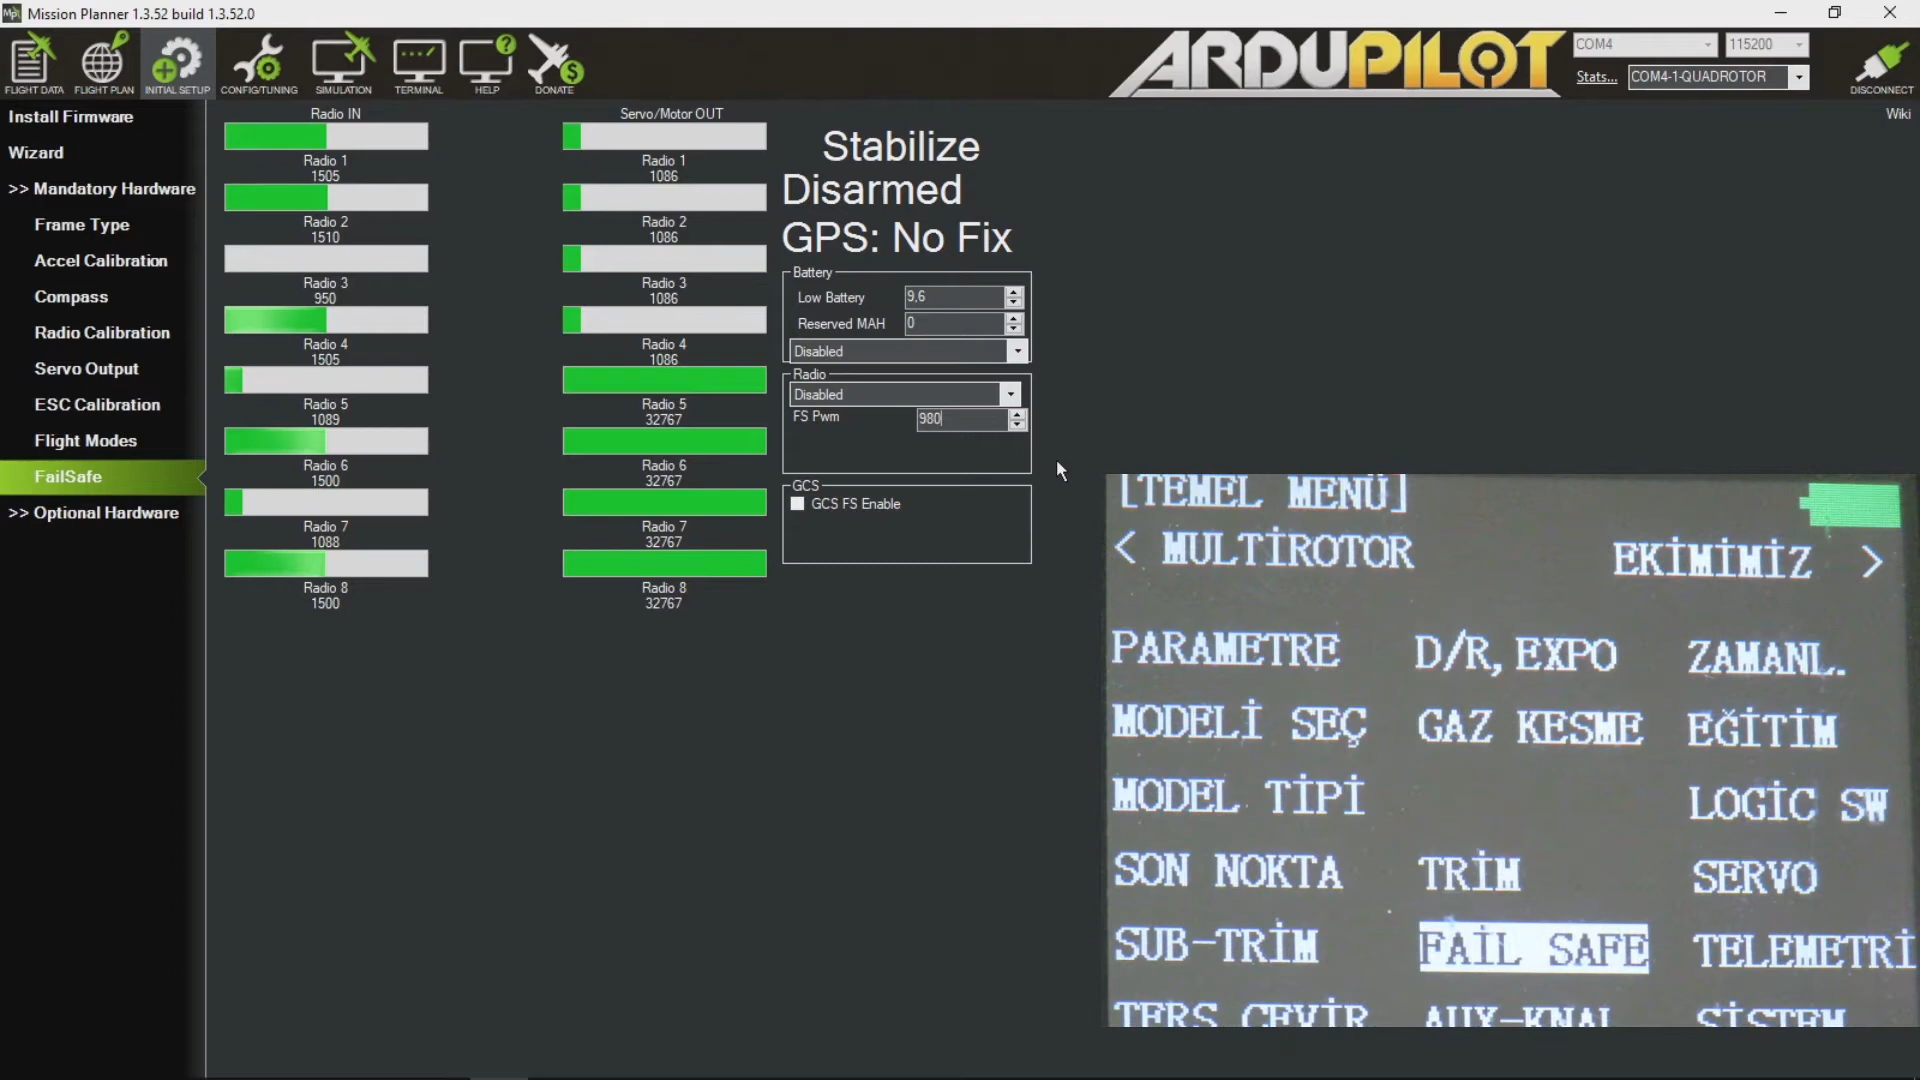 Mission Planner 1.3.52 build 1.3.52.0
FLIGHT DATA
FLIGHT PLAN
INITIAL SETUP
CONFIG/TUNING
SIMULATION
TERMINAL
HELP
DONATE
ARDUPILOT
COM4
115200
Stats...
COM4-1-QUADROTOR
DISCONNECT
Install Firmware
Wizard
>> Mandatory Hardware
Frame Type
Accel Calibration
Compass
Radio Calibration
Servo Output
ESC Calibration
Flight Modes
FailSafe
>> Optional Hardware
Radio IN
Radio 1
1505
Radio 2
1510
Radio 3
950
Radio 4
1505
Radio 5
1089
Radio 6
1500
Radio 7
1088
Radio 8
1500
Servo/Motor OUT
Radio 1
1086
Radio 2
1086
Radio 3
1086
Radio 4
1086
Radio 5
32767
Radio 6
32767
Radio 7
32767
Radio 8
32767
Stabilize
Disarmed
GPS: No Fix
Battery
Low Battery 9,6
Reserved MAH 0
Disabled
Radio
Disabled
FS Pwm 980
GCS
GCS FS Enable
Wiki
[TEMEL MENÜ]
< MULTİROTOR EKİMİMİZ >
PARAMETRE D/R, EXPO ZAMANL.
MODELİ SEÇ GAZ KESME EĞİTİM
MODEL TİPİ LOGİC SW
SON NOKTA TRİM SERVO
SUB-TRİM FAİL SAFE TELEMETRİ
TERS ÇEVİR AUX-KNAL SİSTEM